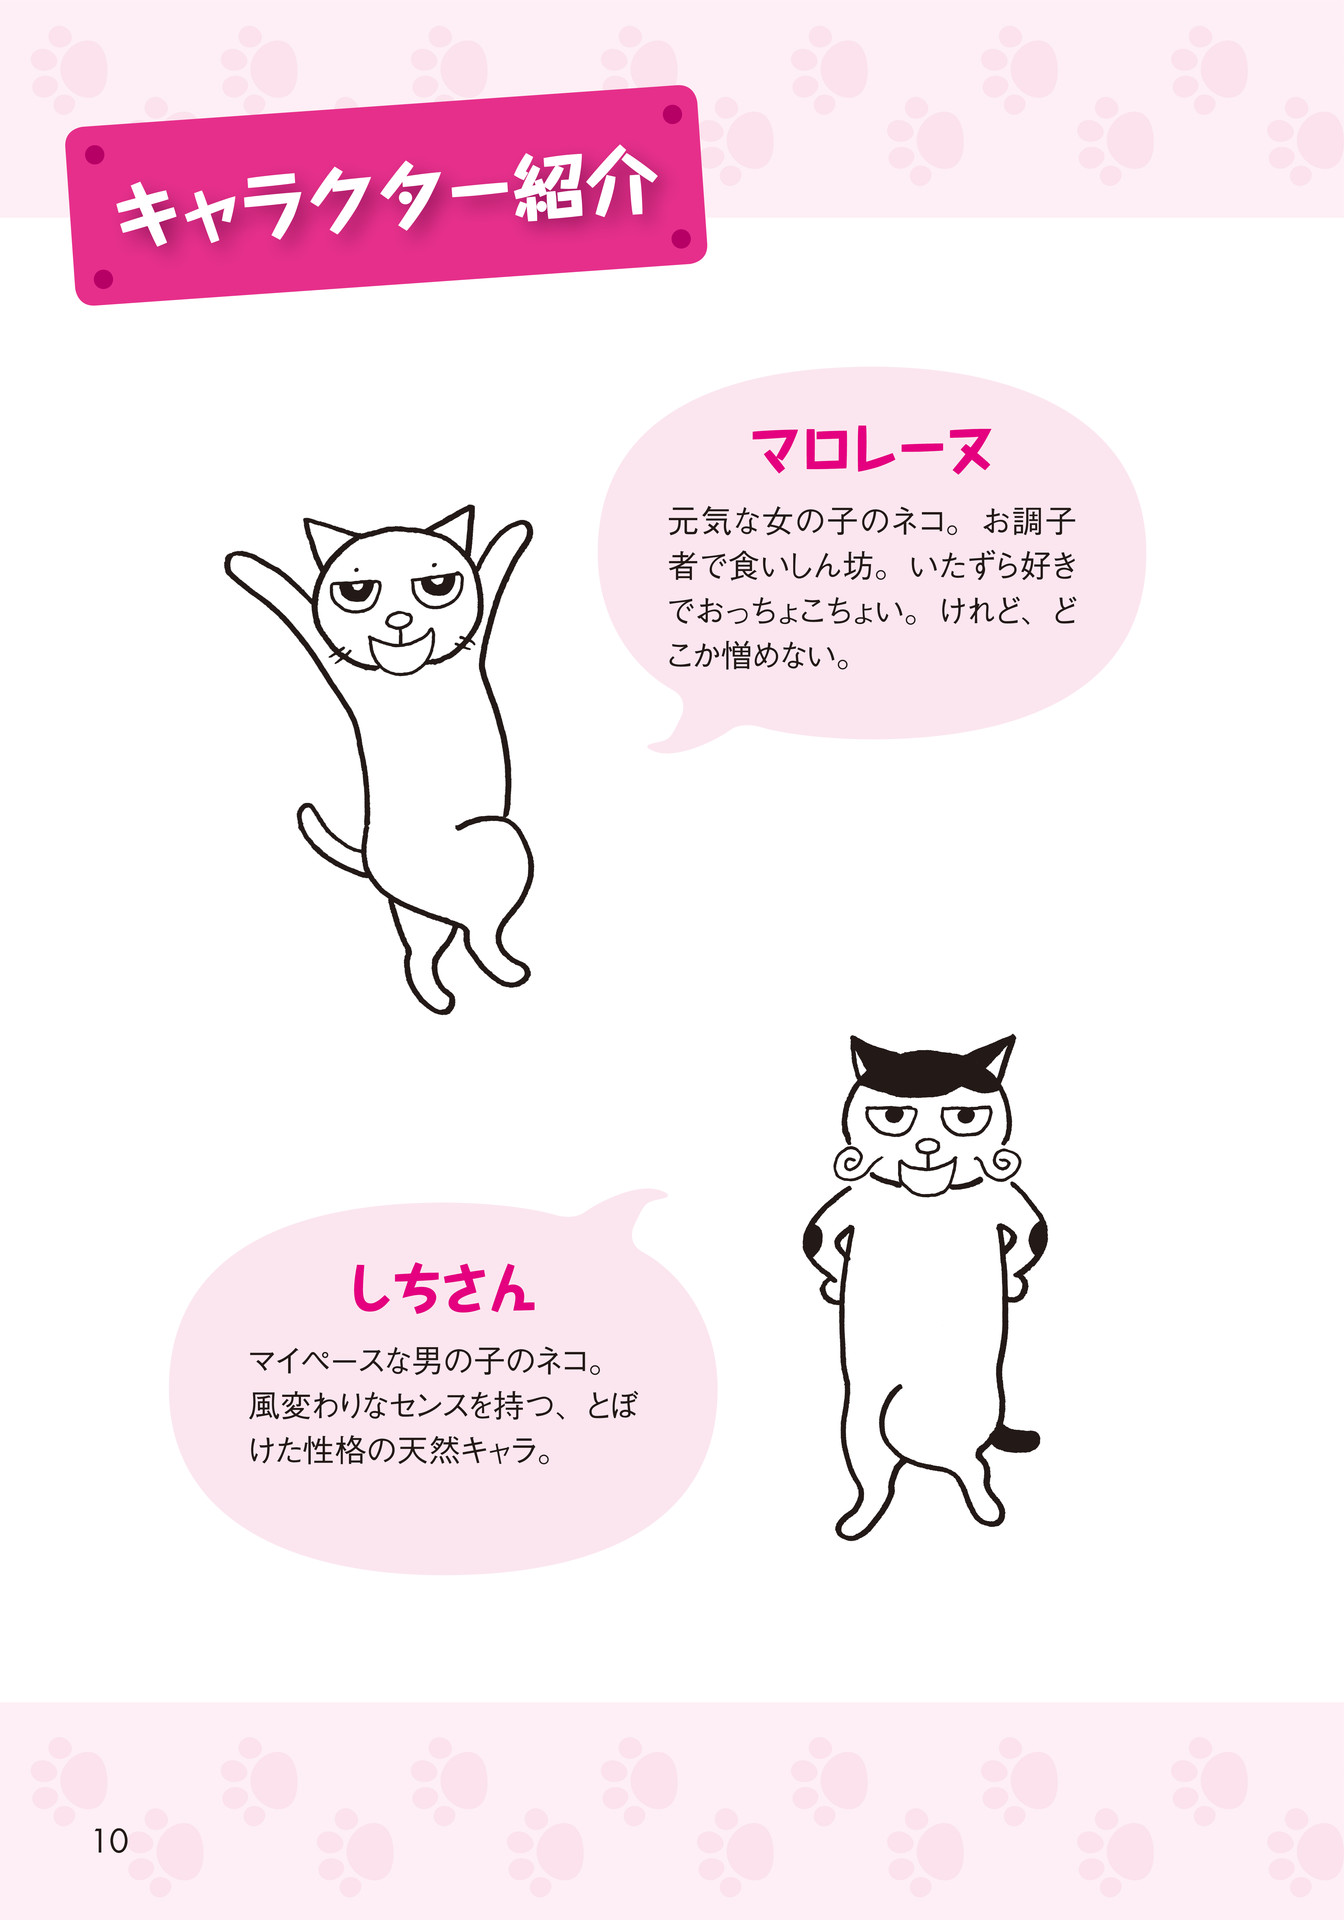 キャラクター紹介
マロレーヌ
元気な女の子のネコ。お調子
者で食いしん坊。いたずら好き
でおっちょこちょい。けれど、ど
こか憎めない。
しちさん
マイペースな男の子のネコ。
風変わりなセンスを持つ、とぼ
けた性格の天然キャラ。
10